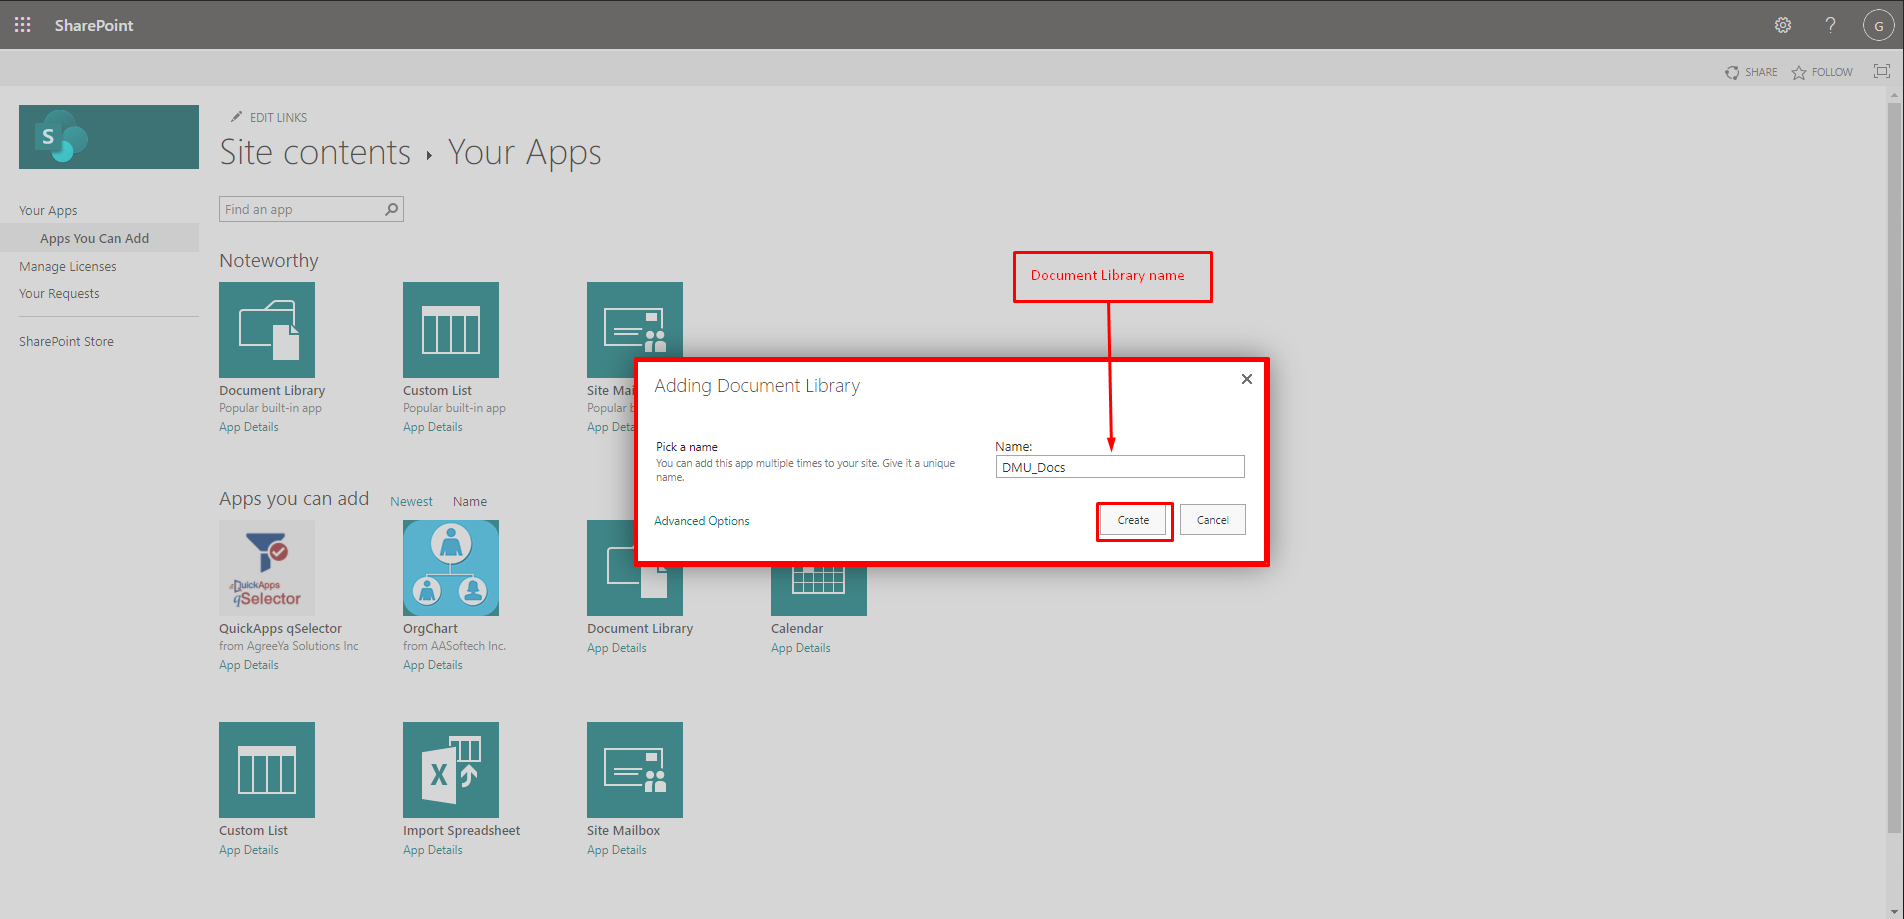 SharePoint
?
G
SHARE
FOLLOW
S
EDIT LINKS
Site contents ▸ Your Apps
Find an app
Your Apps
Apps You Can Add
Manage Licenses
Your Requests
SharePoint Store
Noteworthy
Document Library
Popular built-in app
App Details
Custom List
Popular built-in app
App Details
Site Mai
Popular b
App Deta
Document Library name
Adding Document Library
Pick a name
You can add this app multiple times to your site. Give it a unique
name.
Name:
DMU_Docs
Advanced Options
Create
Cancel
Apps you can add
Newest
Name
QuickApps
qSelector
QuickApps qSelector
from AgreeYa Solutions Inc
App Details
OrgChart
from AASoftech Inc.
App Details
Document Library
App Details
Calendar
App Details
Custom List
App Details
X
Import Spreadsheet
App Details
Site Mailbox
App Details